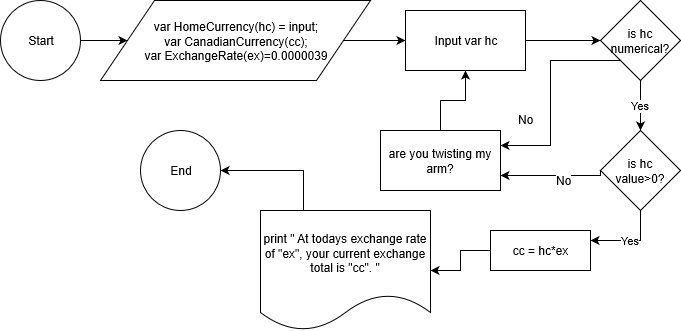 Start
var HomeCurrency(hc) = input;
var CanadianCurrency(cc);
var ExchangeRate(ex)=0.0000039
Input var hc
is hc
numerical?
Yes
No
are you twisting my
arm?
is hc
value>0?
No
Yes
cc = hc*ex
print " At todays exchange rate
of "ex", your current exchange
total is "cc". "
End